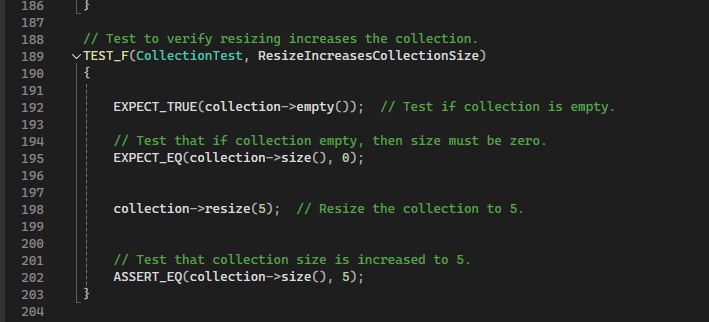 186 }
187
188 // Test to verify resizing increases the collection.
189 TEST_F(CollectionTest, ResizeIncreasesCollectionSize)
190 {
191
192 EXPECT_TRUE(collection->empty()); // Test if collection is empty.
193
194 // Test that if collection empty, then size must be zero.
195 EXPECT_EQ(collection->size(), 0);
196
197
198 collection->resize(5); // Resize the collection to 5.
199
200
201 // Test that collection size is increased to 5.
202 ASSERT_EQ(collection->size(), 5);
203 }
204